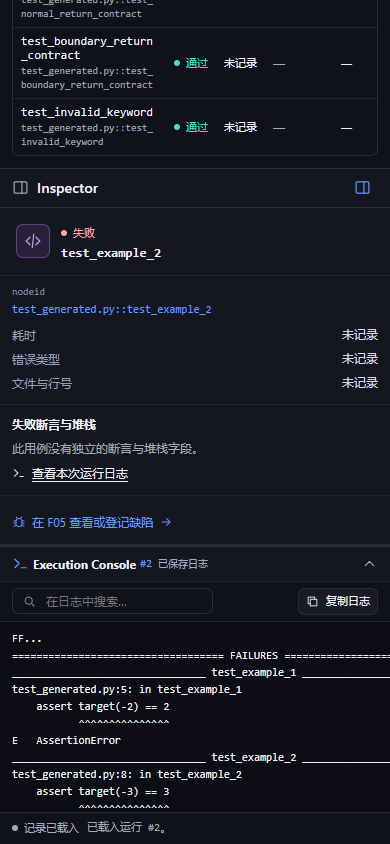 test_generated.py::test_
normal_return_contract
test_boundary_return
_contract
test_generated.py::test_
boundary_return_contract
通过 未记录 — —
test_invalid_keyword
test_generated.py::test_
invalid_keyword
通过 未记录 — —
Inspector
失败
test_example_2
nodeid
test_generated.py::test_example_2
耗时 未记录
错误类型 未记录
文件与行号 未记录
失败断言与堆栈
此用例没有独立的断言与堆栈字段。
查看本次运行日志
在 F05 查看或登记缺陷 →
Execution Console #2 已保存日志
在日志中搜索... 复制日志
FF...
=================================== FAILURES ===================
________________________________ test_example_1 _______________
test_generated.py:5: in test_example_1
    assert target(-2) == 2
           ^^^^^^^^^^^^^^^
E   AssertionError
________________________________ test_example_2 _______________
test_generated.py:8: in test_example_2
    assert target(-3) == 3
           ^^^^^^^^^^^^^^^
记录已载入 已载入运行 #2。